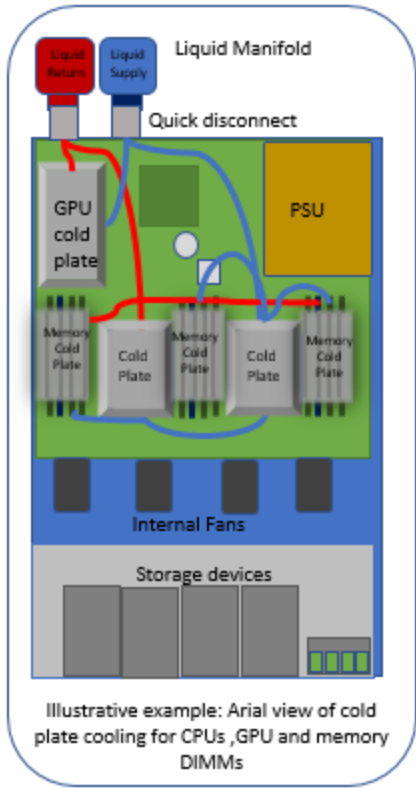 Liquid Manifold
Liquid
Return
Liquid
Supply
Quick disconnect
GPU
cold
plate
PSU
Memory
Cold
Plate
Cold
Plate
Memory
Cold
Plate
Cold
Plate
Memory
Cold
Plate
Internal Fans
Storage devices
Illustrative example: Arial view of cold
plate cooling for CPUs ,GPU and memory
DIMMs